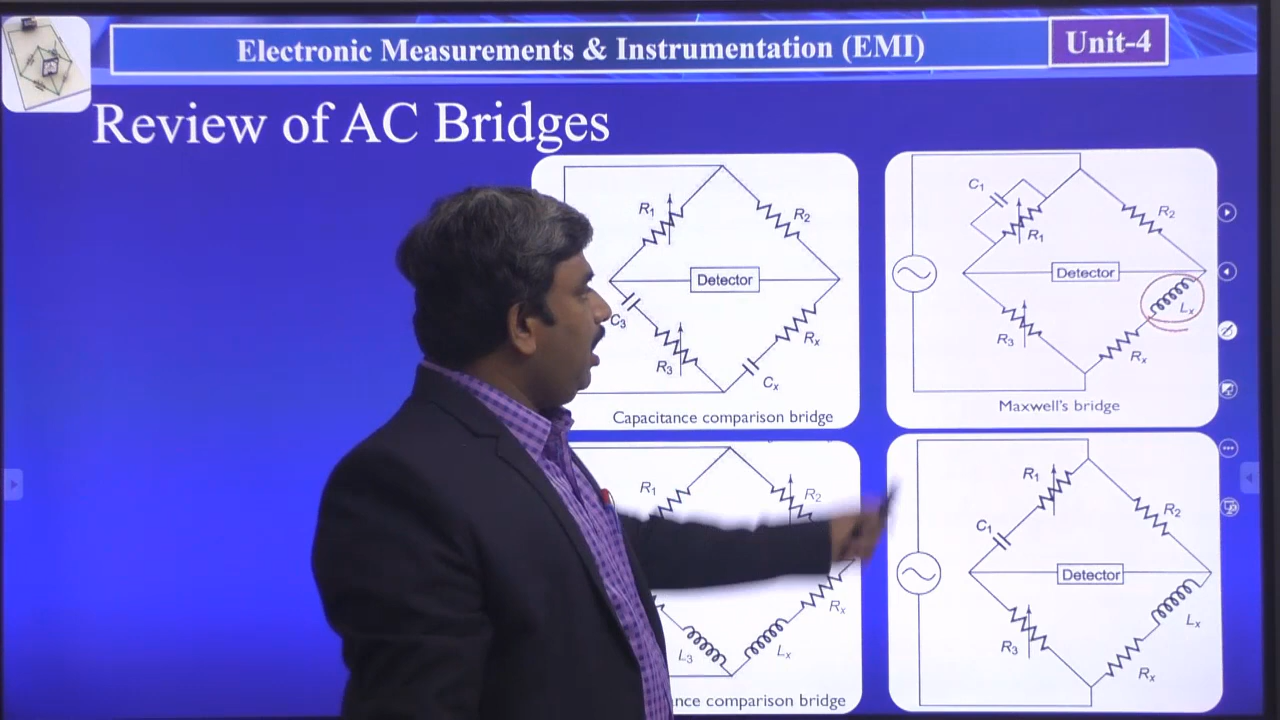 Electronic Measurements & Instrumentation (EMI)
Unit-4
Review of AC Bridges
R1
R2
Detector
C3
R3
Rx
Cx
Capacitance comparison bridge
C1
R1
R2
Detector
R3
Lx
Rx
Maxwell's bridge
R1
R2
Rx
L3
Lx
nce comparison bridge
R1
R2
C1
Detector
R3
Lx
Rx